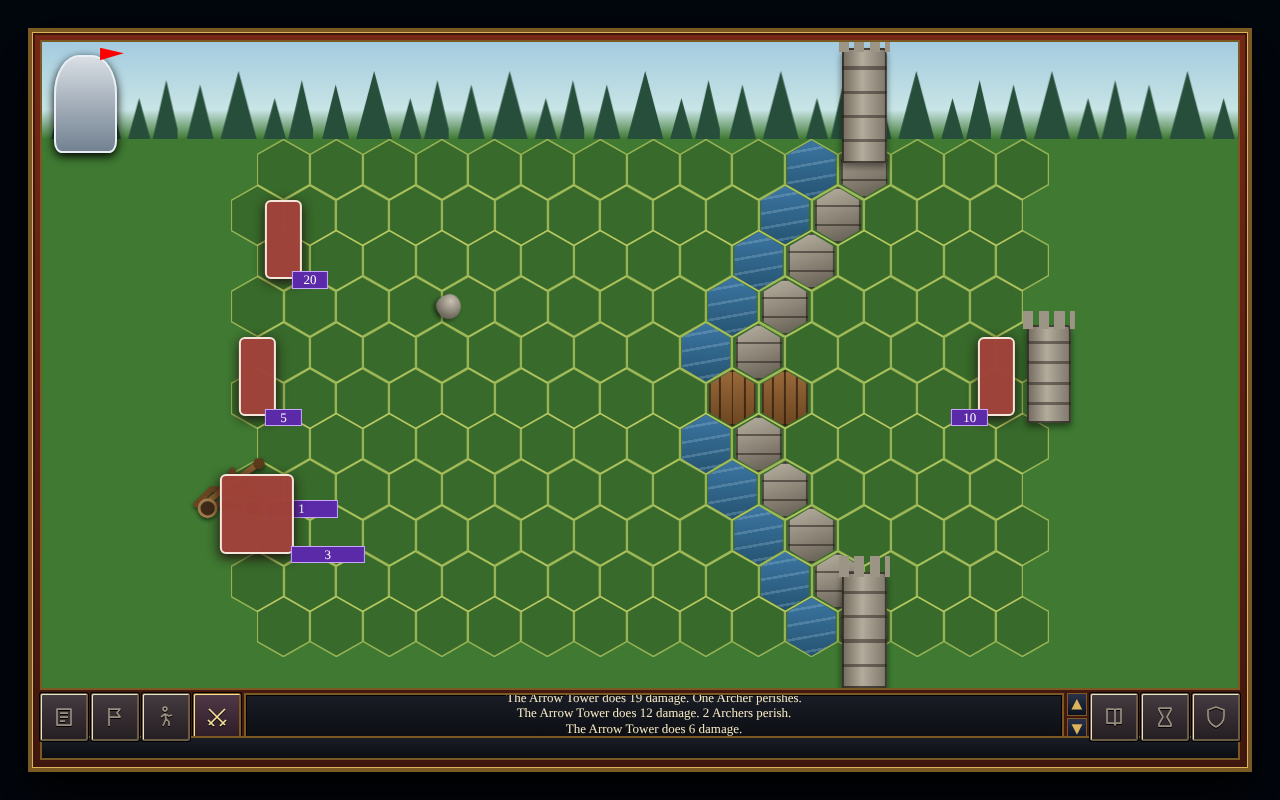 20
5
10
1
3
The Arrow Tower does 19 damage. One Archer perishes.
The Arrow Tower does 12 damage. 2 Archers perish.
The Arrow Tower does 6 damage.